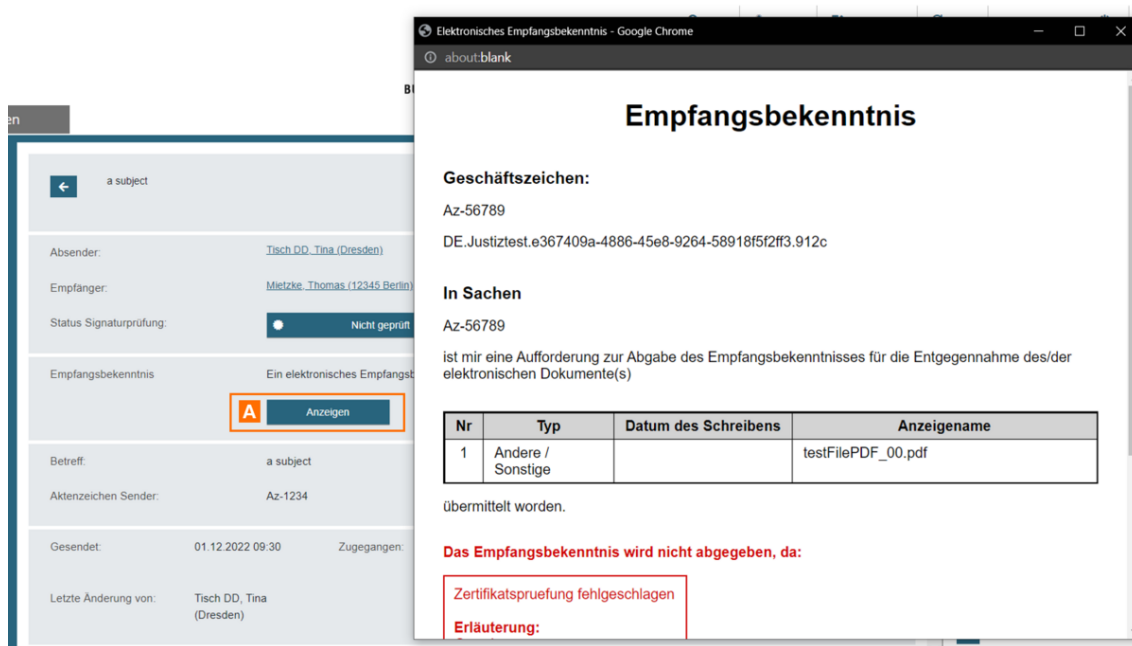 Elektronisches Empfangsbekenntnis - Google Chrome
about:blank
en
a subject
Absender:
Tisch DD, Tina (Dresden)
Empfänger:
Mietzke, Thomas (12345 Berlin)
Status Signaturprüfung:
Nicht geprüft
Empfangsbekenntnis
Ein elektronisches Empfangsb
A
Anzeigen
Betreff:
a subject
Aktenzeichen Sender:
Az-1234
Gesendet:
01.12.2022 09:30
Zugegangen:
Letzte Änderung von:
Tisch DD, Tina
(Dresden)
Empfangsbekenntnis
Geschäftszeichen:
Az-56789
DE.Justiztest.e367409a-4886-45e8-9264-58918f5f2ff3.912c
In Sachen
Az-56789
ist mir eine Aufforderung zur Abgabe des Empfangsbekenntnisses für die Entgegennahme des/der
elektronischen Dokumente(s)
Nr Typ Datum des Schreibens Anzeigename
1 Andere / testFilePDF_00.pdf
Sonstige
übermittelt worden.
Das Empfangsbekenntnis wird nicht abgegeben, da:
Zertifikatspruefung fehlgeschlagen
Erläuterung: